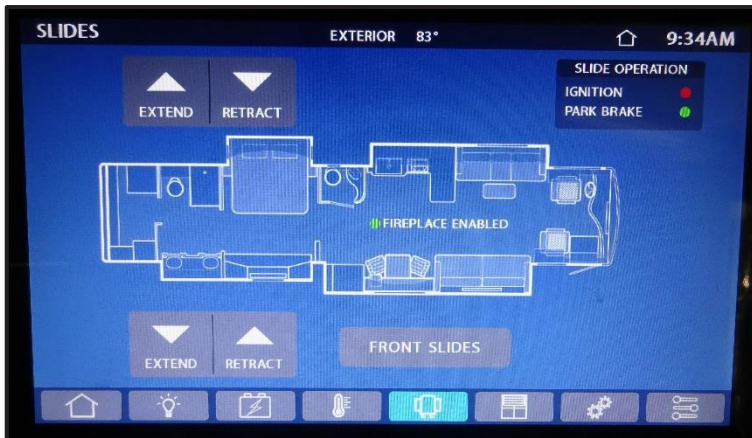 SLIDES
EXTERIOR 83°
9:34AM
EXTEND
RETRACT
SLIDE OPERATION
IGNITION
PARK BRAKE
FIREPLACE ENABLED
EXTEND
RETRACT
FRONT SLIDES